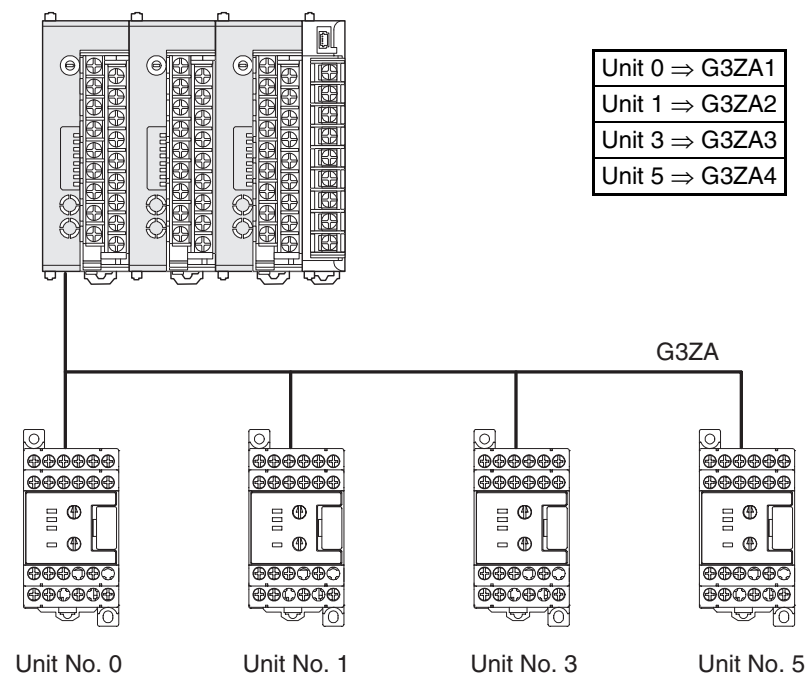 Unit 0 ⇒ G3ZA1
Unit 1 ⇒ G3ZA2
Unit 3 ⇒ G3ZA3
Unit 5 ⇒ G3ZA4
G3ZA
Unit No. 0
Unit No. 1
Unit No. 3
Unit No. 5